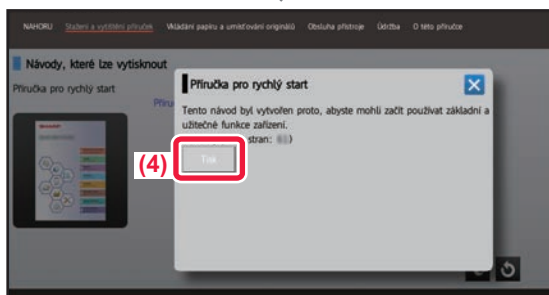 NAHORU Stažení a vytištění příruček Vkládání papíru a umísťování originálů Obsluha přístroje Údržba O této příručce
Návody, které lze vytisknout
Příručka pro rychlý start
Příručka pro rychlý start
Tento návod byl vytvořen proto, abyste mohli začít používat základní a
užitečné funkce zařízení.
stran:
(4)
Tisk